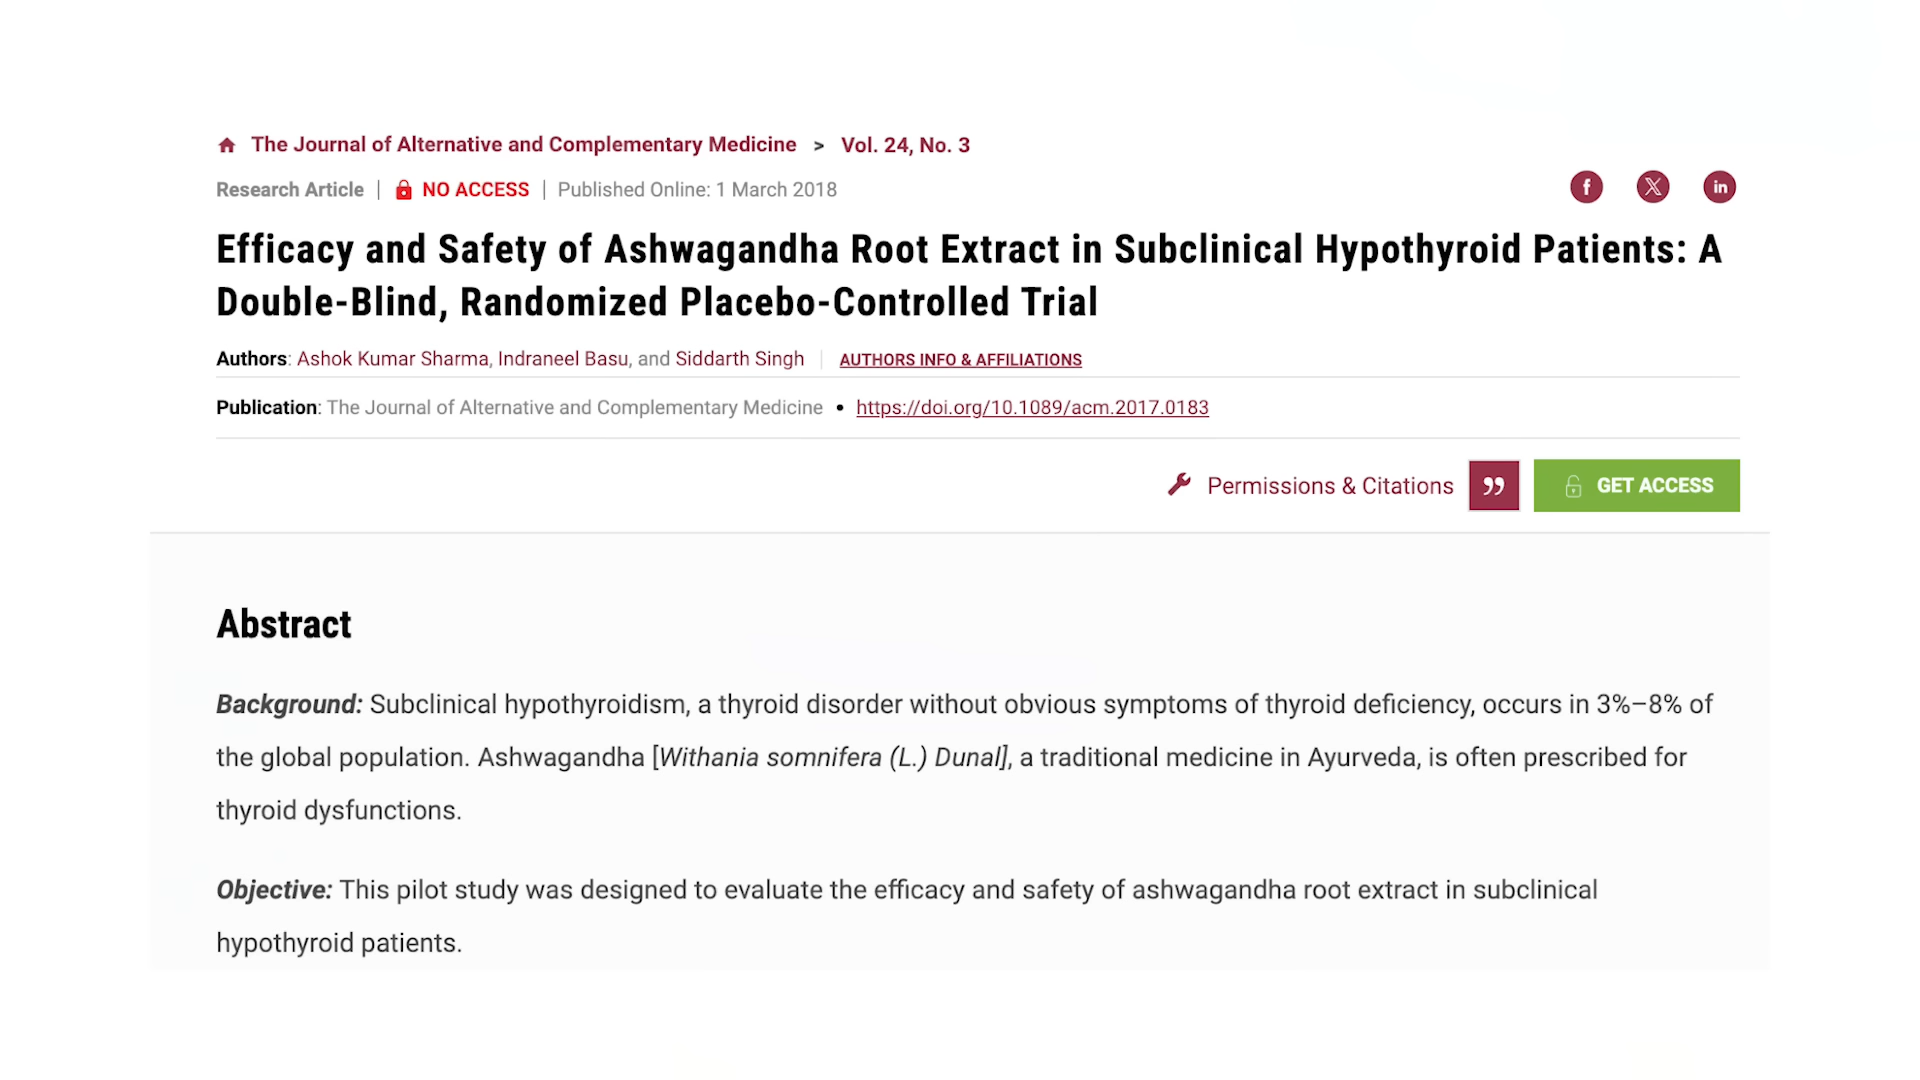 The Journal of Alternative and Complementary Medicine > Vol. 24, No. 3
Research Article | NO ACCESS | Published Online: 1 March 2018
f X in
Efficacy and Safety of Ashwagandha Root Extract in Subclinical Hypothyroid Patients: A
Double-Blind, Randomized Placebo-Controlled Trial
Authors: Ashok Kumar Sharma, Indraneel Basu, and Siddarth Singh | AUTHORS INFO & AFFILIATIONS
Publication: The Journal of Alternative and Complementary Medicine • https://doi.org/10.1089/acm.2017.0183
Permissions & Citations ” GET ACCESS
Abstract
Background: Subclinical hypothyroidism, a thyroid disorder without obvious symptoms of thyroid deficiency, occurs in 3%–8% of
the global population. Ashwagandha [Withania somnifera (L.) Dunal], a traditional medicine in Ayurveda, is often prescribed for
thyroid dysfunctions.
Objective: This pilot study was designed to evaluate the efficacy and safety of ashwagandha root extract in subclinical
hypothyroid patients.